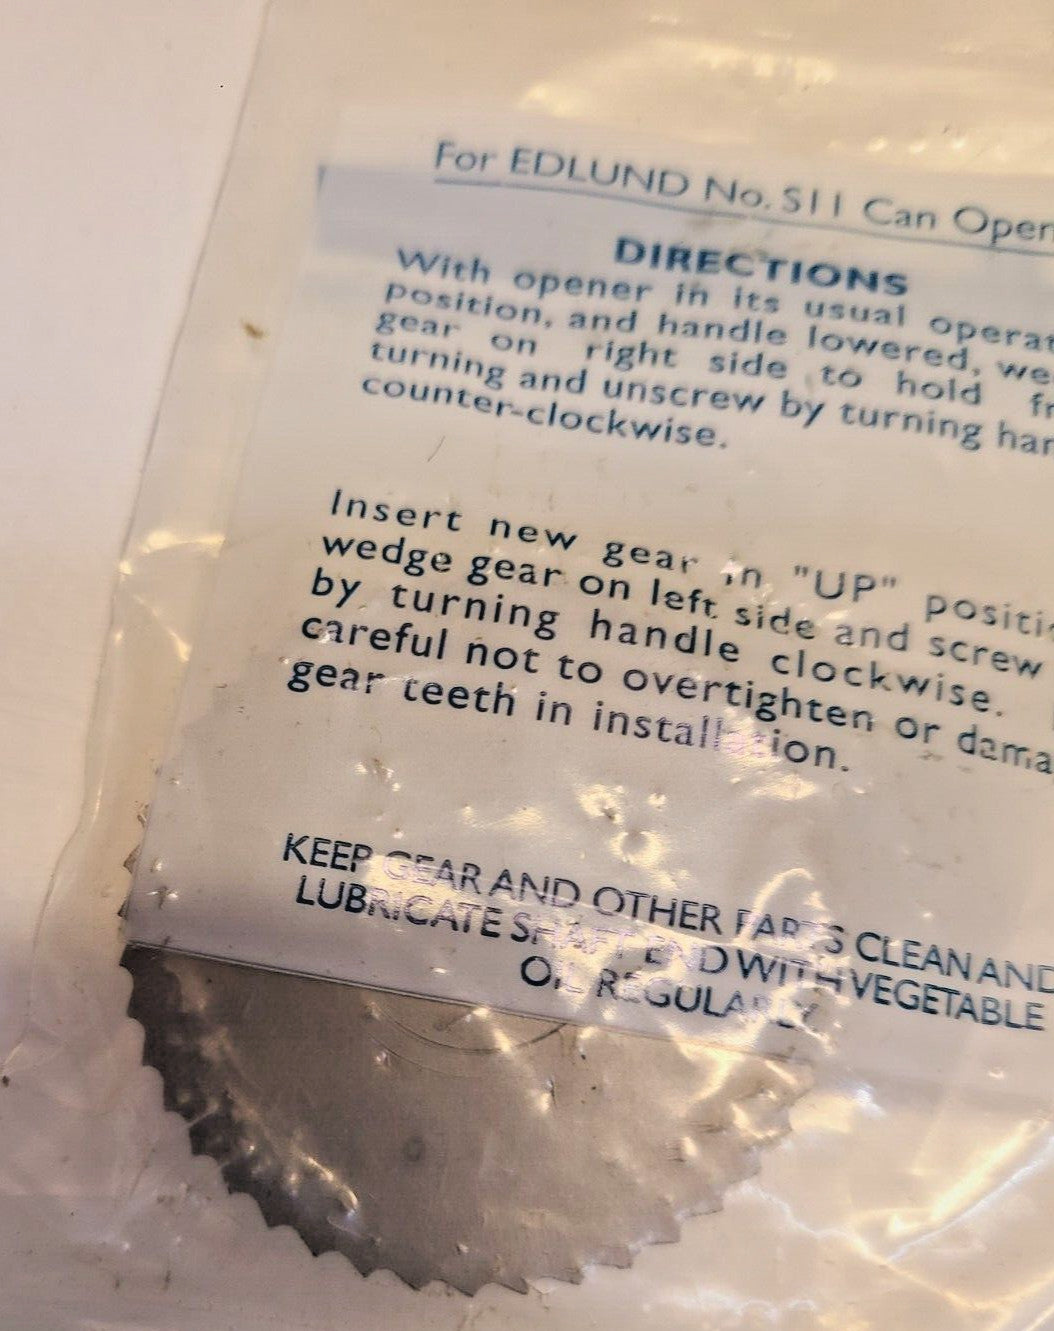 For EDLUND No. S11 Can Open
DIRECTIONS
With opener in its usual operat
position, and handle lowered, we
gear on right side to hold fr
turning and unscrew by turning han
counter-clockwise.
Insert new gear in "UP" positi
wedge gear on left side and screw
by turning handle clockwise.
careful not to overtighten or dama
gear teeth in installation.
KEEP GEAR AND OTHER PARTS CLEAN AND
LUBRICATE SHAFT END WITH VEGETABLE
OIL REGULARLY